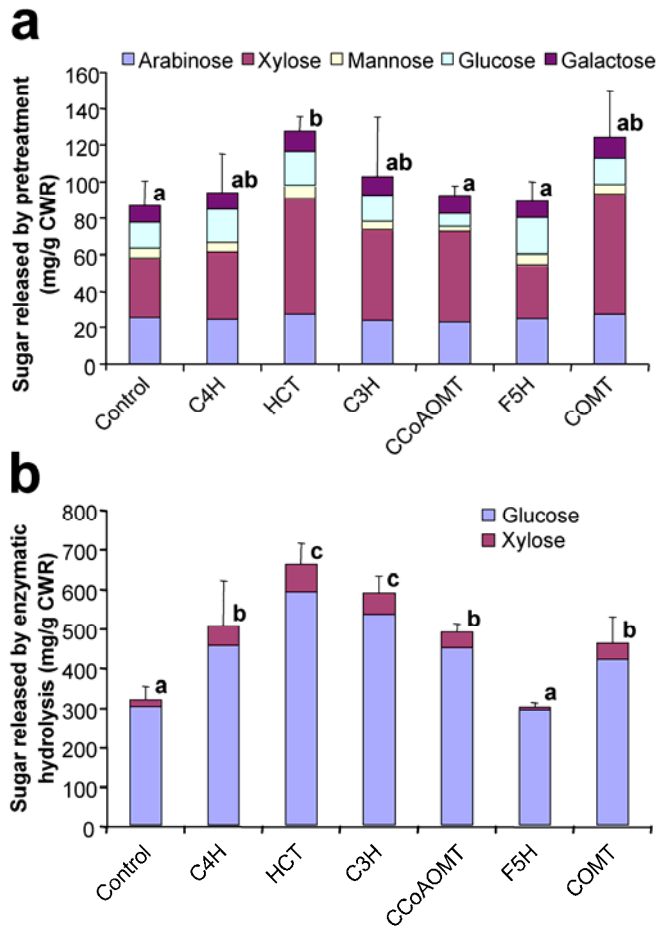 a
Arabinose Xylose Mannose Glucose Galactose
Sugar released by pretreatment
(mg/g CWR)
160
140
120
100
80
60
40
20
0
a
ab
b
ab
a
a
ab
Control
C4H
HCT
C3H
CCoAOMT
F5H
COMT
b
Glucose
Xylose
Sugar released by enzymatic
hydrolysis (mg/g CWR)
800
700
600
500
400
300
200
100
0
a
b
c
c
b
a
b
Control
C4H
HCT
C3H
CCoAOMT
F5H
COMT